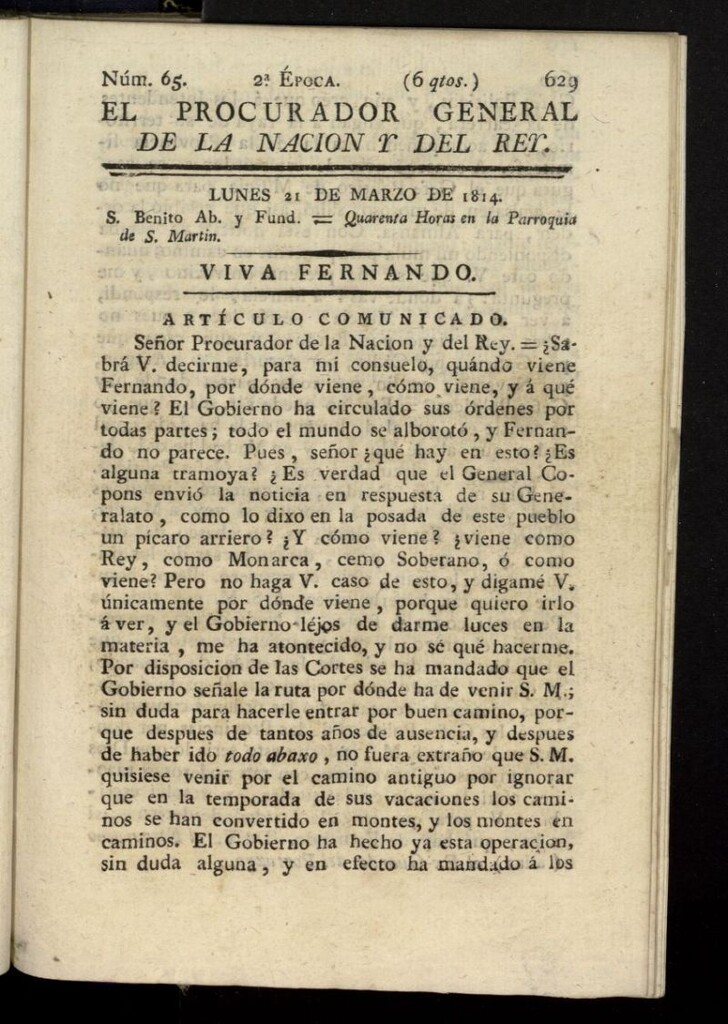 Núm. 65. 2ª ÉPOCA. (6 qtos.) 629
EL PROCURADOR GENERAL
DE LA NACION Y DEL REY.
LUNES 21 DE MARZO DE 1814.
S. Benito Ab. y Fund. = Quarenta Horas en la Parroquia
de S. Martin.
VIVA FERNANDO.
ARTÍCULO COMUNICADO.
Señor Procurador de la Nacion y del Rey. = ¿Sa-
brá V. decirme, para mi consuelo, quándo viene
Fernando, por dónde viene, cómo viene, y á qué
viene? El Gobierno ha circulado sus órdenes por
todas partes; todo el mundo se alborotó, y Fernan-
do no parece. Pues, señor ¿qué hay en esto? ¿Es
alguna tramoya? ¿Es verdad que el General Co-
pons envió la noticia en respuesta de su Gene-
ralato, como lo dixo en la posada de este pueblo
un pícaro arriero? ¿Y cómo viene? ¿viene como
Rey, como Monarca, cemo Soberano, ó como
viene? Pero no haga V. caso de esto, y digamé V.
únicamente por dónde viene, porque quiero irlo
á ver, y el Gobierno léjos de darme luces en la
materia, me ha atontecido, y no sé qué hacerme.
Por disposicion de las Cortes se ha mandado que el
Gobierno señale la ruta por dónde ha de venir S. M.;
sin duda para hacerle entrar por buen camino, por-
que despues de tantos años de ausencia, y despues
de haber ido todo abaxo, no fuera extraño que S. M.
quisiese venir por el camino antiguo por ignorar
que en la temporada de sus vacaciones los cami-
nos se han convertido en montes, y los montes en
caminos. El Gobierno ha hecho ya esta operacion,
sin duda alguna, y en efecto ha mandado á los